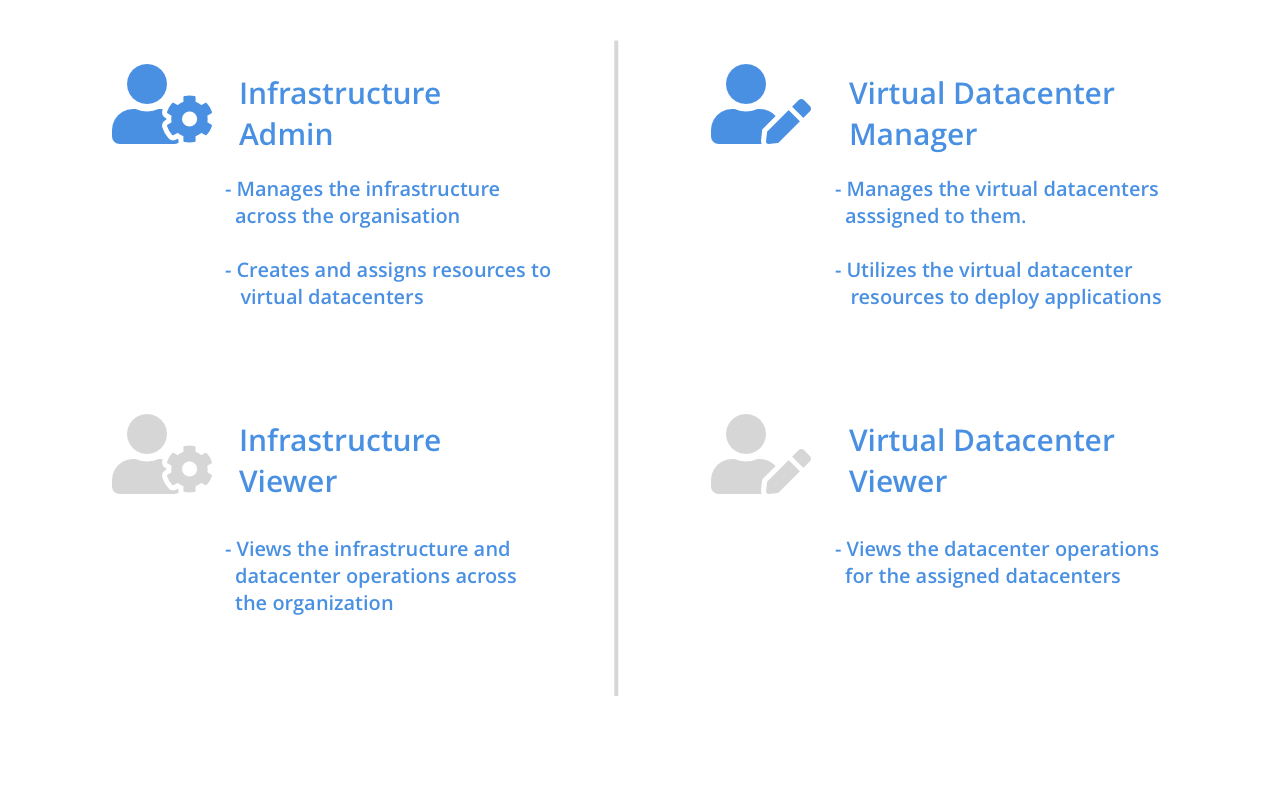 Infrastructure
Admin
- Manages the infrastructure
across the organisation
- Creates and assigns resources to
virtual datacenters
Virtual Datacenter
Manager
- Manages the virtual datacenters
asssigned to them.
- Utilizes the virtual datacenter
resources to deploy applications
Infrastructure
Viewer
- Views the infrastructure and
datacenter operations across
the organization
Virtual Datacenter
Viewer
- Views the datacenter operations
for the assigned datacenters